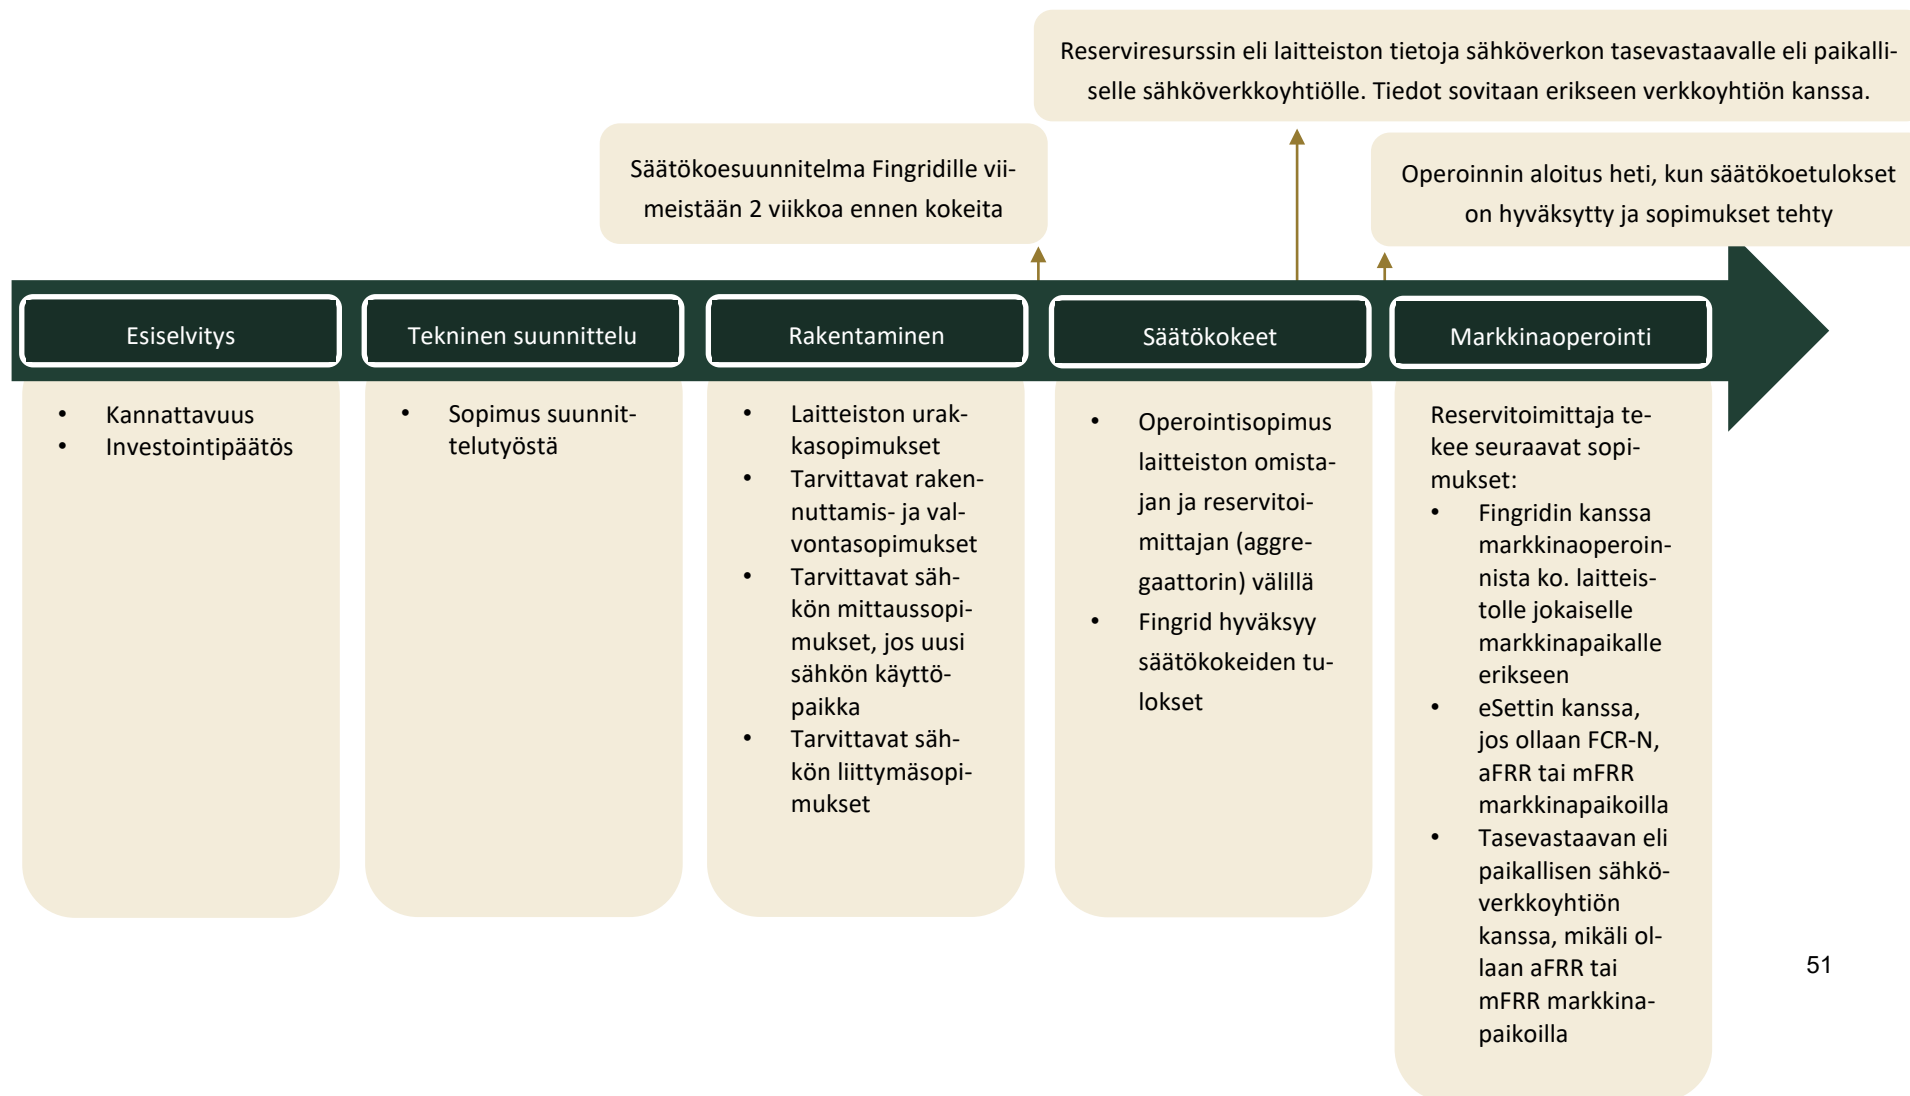 Reserviresurssin eli laitteiston tietoja sähköverkon tasevastaavalle eli paikalli-
selle sähköverkkoyhtiölle. Tiedot sovitaan erikseen verkkoyhtiön kanssa.
Säätökoesuunnitelma Fingridille vii-
meistään 2 viikkoa ennen kokeita
Operoinnin aloitus heti, kun säätökoetulokset
on hyväksytty ja sopimukset tehty
Esiselvitys
Tekninen suunnittelu
Rakentaminen
Säätökokeet
Markkinaoperointi
• Kannattavuus
• Investointipäätös
• Sopimus suunnit-
telutyöstä
• Laitteiston urak-
kasopimukset
• Tarvittavat raken-
nuttamis- ja val-
vontasopimukset
• Tarvittavat säh-
kön mittaussopi-
mukset, jos uusi
sähkön käyttö-
paikka
• Tarvittavat säh-
kön liittymäsopi-
mukset
• Operointisopimus
laitteiston omista-
jan ja reservitoi-
mittajan (aggre-
gaattorin) välillä
• Fingrid hyväksyy
säätökokeiden tu-
lokset
Reservitoimittaja te-
kee seuraavat sopi-
mukset:
• Fingridin kanssa
markkinaoperoin-
nista ko. laitteis-
tolle jokaiselle
markkinapaikalle
erikseen
• eSettin kanssa,
jos ollaan FCR-N,
aFRR tai mFRR
markkinapaikoilla
• Tasevastaavan eli
paikallisen sähkö-
verkkoyhtiön
kanssa, mikäli ol-
laan aFRR tai
mFRR markkina-
paikoilla
51